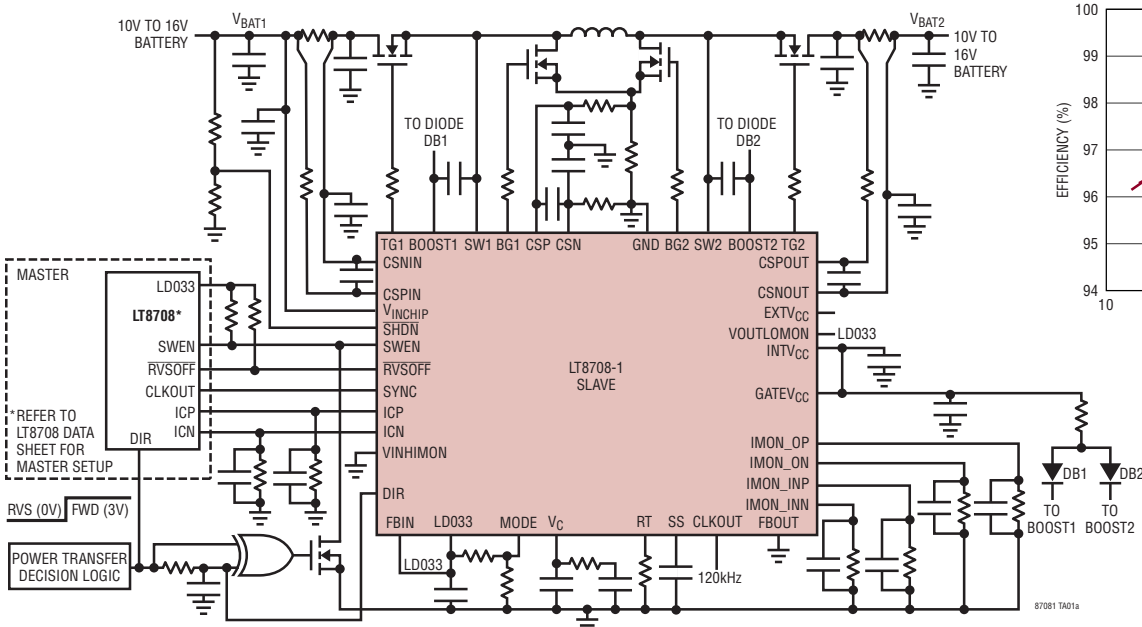 10V TO 16V
BATTERY
VBAT1
VBAT2
10V TO
16V
BATTERY
TO DIODE
DB1
TO DIODE
DB2
TG1 BOOST1 SW1 BG1 CSP CSN GND BG2 SW2 BOOST2 TG2
CSNIN
CSPIN
VINCHIP
SHDN
SWEN
RVSOFF
SYNC
ICP
ICN
VINHIMON
DIR
LT8708-1
SLAVE
CSPOUT
CSNOUT
EXTVCC
VOUTLOMON
LD033
INTVCC
GATEVCC
IMON_OP
IMON_ON
IMON_INP
IMON_INN
FBIN LD033 MODE VC RT SS CLKOUT FBOUT
LD033
120kHz
MASTER
LD033
LT8708*
SWEN
RVSOFF
CLKOUT
ICP
ICN
DIR
*REFER TO
LT8708 DATA
SHEET FOR
MASTER SETUP
RVS (0V) FWD (3V)
POWER TRANSFER
DECISION LOGIC
DB1
DB2
TO
BOOST1
TO
BOOST2
87081 TA01a
EFFICIENCY (%)
100
99
98
97
96
95
94
10